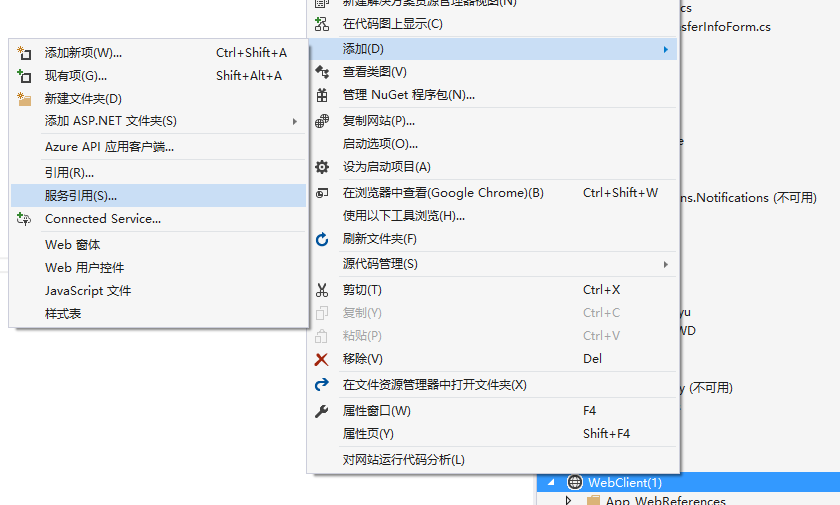 新建解决方案资源管理器视图(N)
在代码图上显示(C)
添加(D)
查看类图(V)
管理 NuGet 程序包(N)...
复制网站(P)...
启动选项(O)...
设为启动项目(A)
在浏览器中查看(Google Chrome)(B) Ctrl+Shift+W
使用以下工具浏览(H)...
刷新文件夹(F)
源代码管理(S)
剪切(T) Ctrl+X
复制(Y) Ctrl+C
粘贴(P) Ctrl+V
移除(V) Del
在文件资源管理器中打开文件夹(X)
属性窗口(W) F4
属性页(Y) Shift+F4
对网站运行代码分析(L)
添加新项(W)... Ctrl+Shift+A
现有项(G)... Shift+Alt+A
新建文件夹(D)
添加 ASP.NET 文件夹(S)
Azure API 应用客户端...
引用(R)...
服务引用(S)...
Connected Service...
Web 窗体
Web 用户控件
JavaScript 文件
样式表
cs
sferInfoForm.cs
e
ns.Notifications (不可用)
yu
WD
y (不可用)
WebClient(1)
App_WebReferences